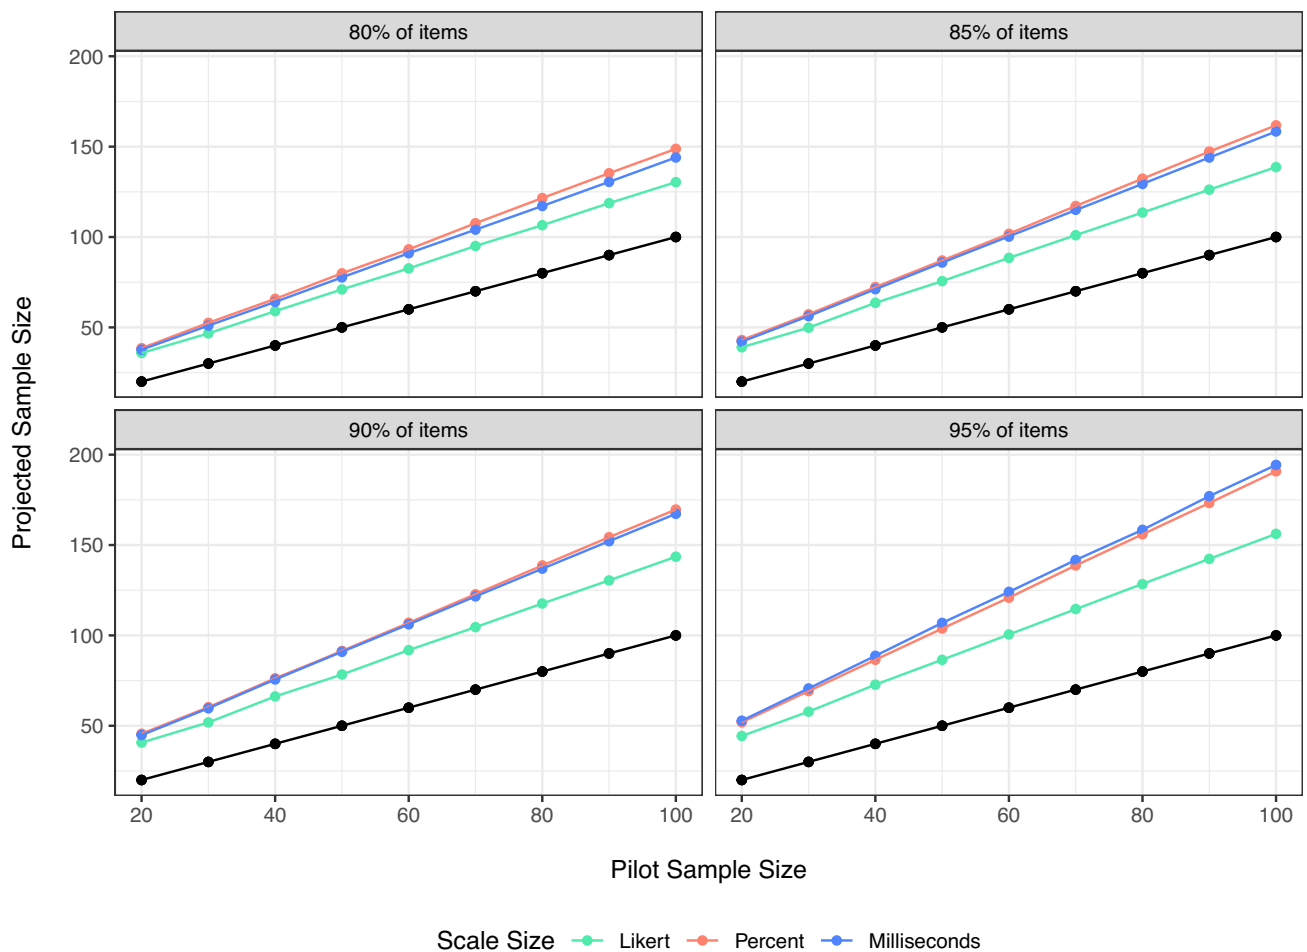 80% of items
85% of items
200
150
100
50
90% of items
95% of items
200
150
100
50
20 40 60 80 100
20 40 60 80 100
Projected Sample Size
Pilot Sample Size
Scale Size Likert Percent Milliseconds